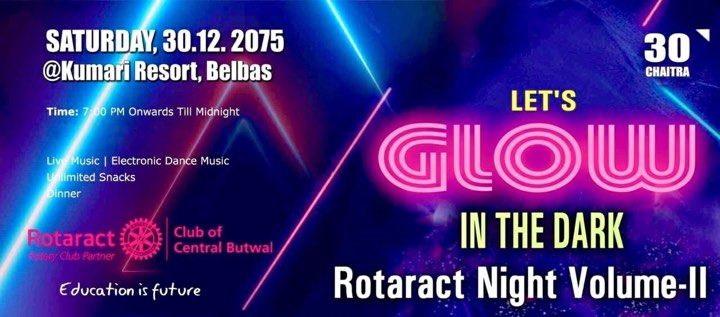 SATURDAY, 30.12. 2075
@Kumari Resort, Belbas
Time: 7:00 PM Onwards Till Midnight
Live Music | Electronic Dance Music
Unlimited Snacks
Dinner
Rotaract
Rotary Club Partner
Club of
Central Butwal
Education is future
30
CHAITRA
LET'S
GLOW
IN THE DARK
Rotaract Night Volume-II